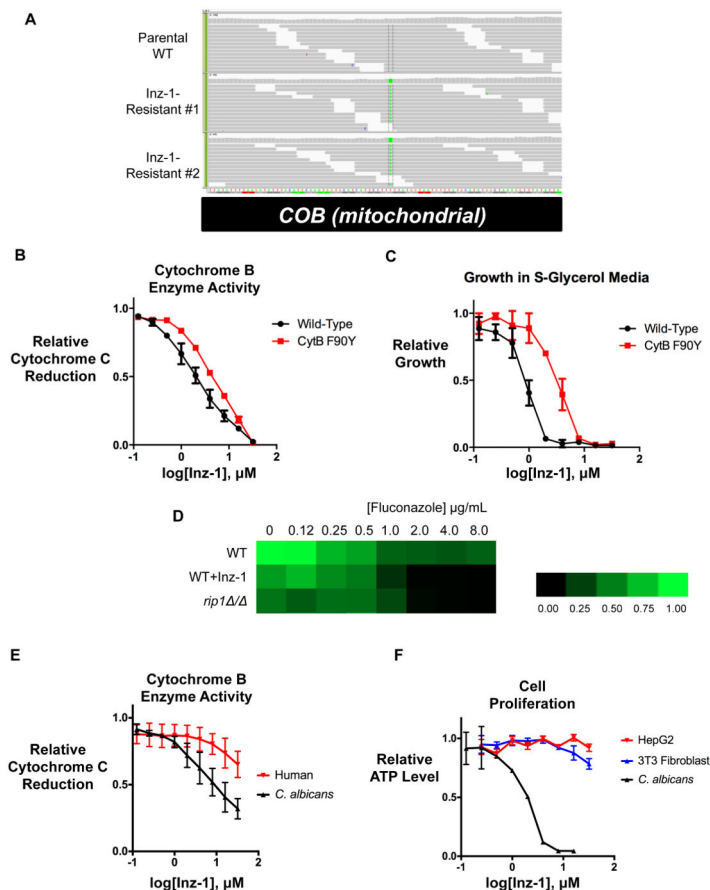 A
Parental
WT
Inz-1-
Resistant #1
Inz-1-
Resistant #2
COB (mitochondrial)
B
Cytochrome B
Enzyme Activity
Relative
Cytochrome C
Reduction
1.0
0.5
0.0
-1 0 1 2
log[Inz-1], µM
Wild-Type
CytB F90Y
C
Growth in S-Glycerol Media
Relative
Growth
1.0
0.5
0.0
-1 0 1 2
log[Inz-1], µM
Wild-Type
CytB F90Y
D
[Fluconazole] µg/mL
0 0.12 0.25 0.5 1.0 2.0 4.0 8.0
WT
WT+Inz-1
rip1Δ/Δ
0.00 0.25 0.50 0.75 1.00
E
Cytochrome B
Enzyme Activity
Relative
Cytochrome C
Reduction
1.0
0.5
0.0
-1 0 1 2
log[Inz-1], µM
Human
C. albicans
F
Cell
Proliferation
Relative
ATP Level
1.0
0.5
0.0
-1 0 1 2
log[Inz-1], µM
HepG2
3T3 Fibroblast
C. albicans